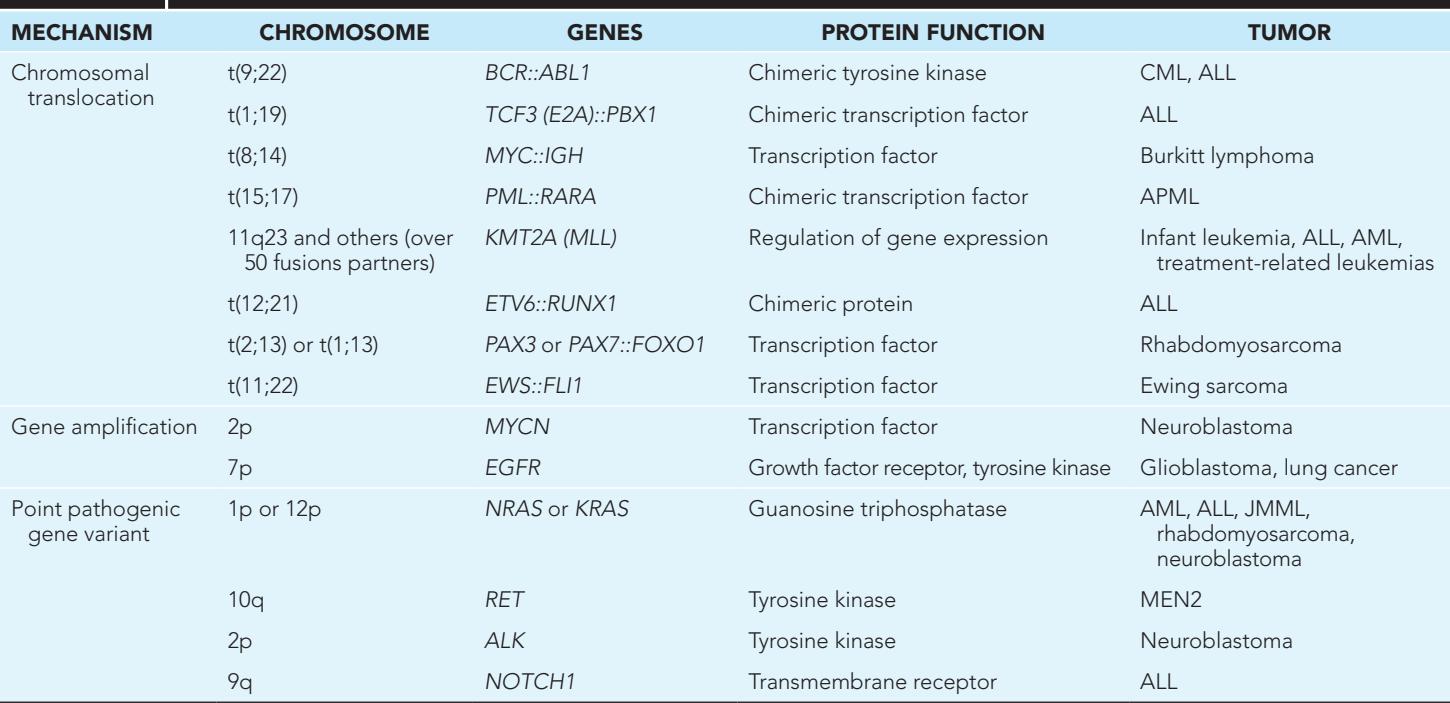 MECHANISM CHROMOSOME GENES PROTEIN FUNCTION TUMOR
Chromosomal translocation t(9;22) BCR::ABL1 Chimeric tyrosine kinase CML, ALL
t(1;19) TCF3 (E2A)::PBX1 Chimeric transcription factor ALL
t(8;14) MYC::IGH Transcription factor Burkitt lymphoma
t(15;17) PML::RARA Chimeric transcription factor APML
11q23 and others (over 50 fusions partners) KMT2A (MLL) Regulation of gene expression Infant leukemia, ALL, AML, treatment-related leukemias
t(12;21) ETV6::RUNX1 Chimeric protein ALL
t(2;13) or t(1;13) PAX3 or PAX7::FOXO1 Transcription factor Rhabdomyosarcoma
t(11;22) EWS::FLI1 Transcription factor Ewing sarcoma
Gene amplification 2p MYCN Transcription factor Neuroblastoma
7p EGFR Growth factor receptor, tyrosine kinase Glioblastoma, lung cancer
Point pathogenic gene variant 1p or 12p NRAS or KRAS Guanosine triphosphatase AML, ALL, JMML, rhabdomyosarcoma, neuroblastoma
10q RET Tyrosine kinase MEN2
2p ALK Tyrosine kinase Neuroblastoma
9q NOTCH1 Transmembrane receptor ALL